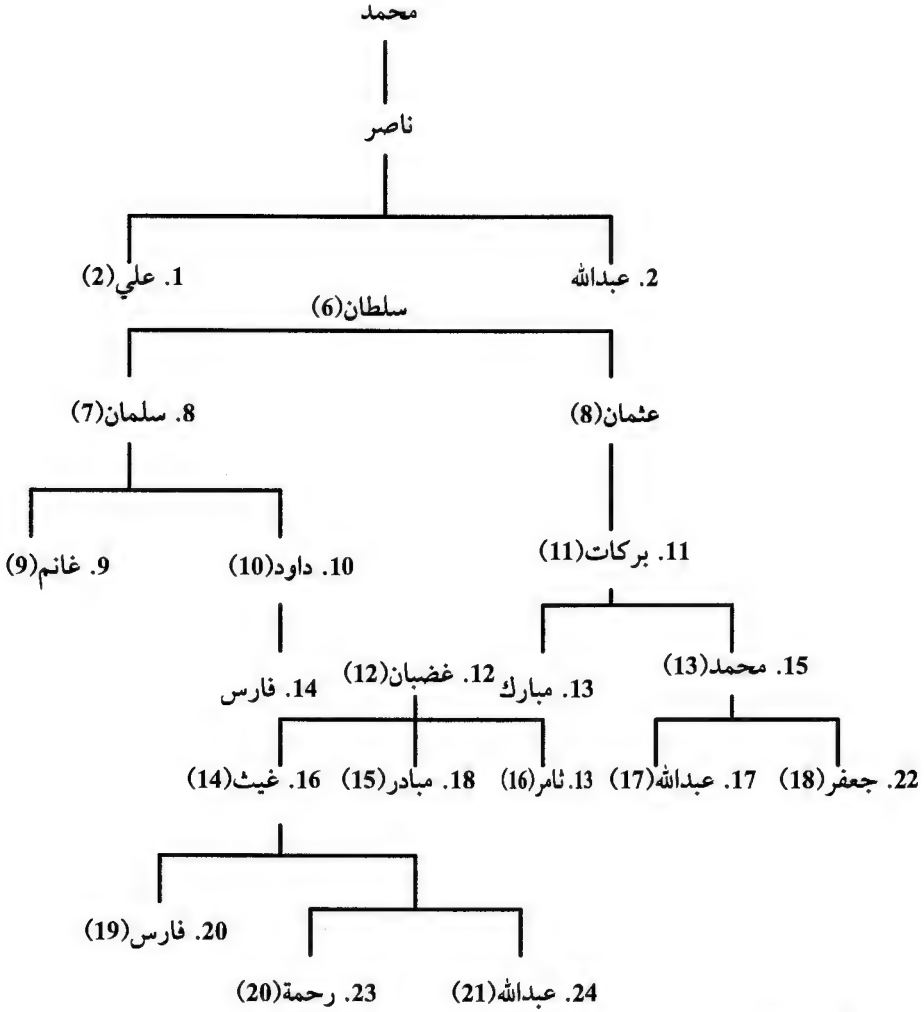 محمد
ناصر
2. عبدالله 1. علي(2)
سلطان(6)
عثمان(8) 8. سلمان(7)
11. بركات(11) 10. داود(10) 9. غانم(9)
15. محمد(13) 13. مبارك 12. غضبان(12) 14. فارس
22. جعفر(18) 17. عبدالله(17) 13. ثامر(16) 18. مبادر(15) 16. غيث(14)
20. فارس(19)
24. عبدالله(21) 23. رحمة(20)